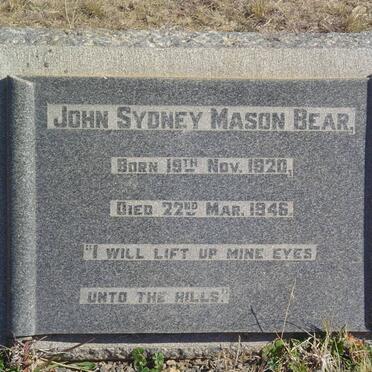 JOHN SYDNEY MASON BEAR,
BORN 19TH NOV. 1920,
DIED 22ND MAR. 1946.
"I WILL LIFT UP MINE EYES
UNTO THE HILLS."